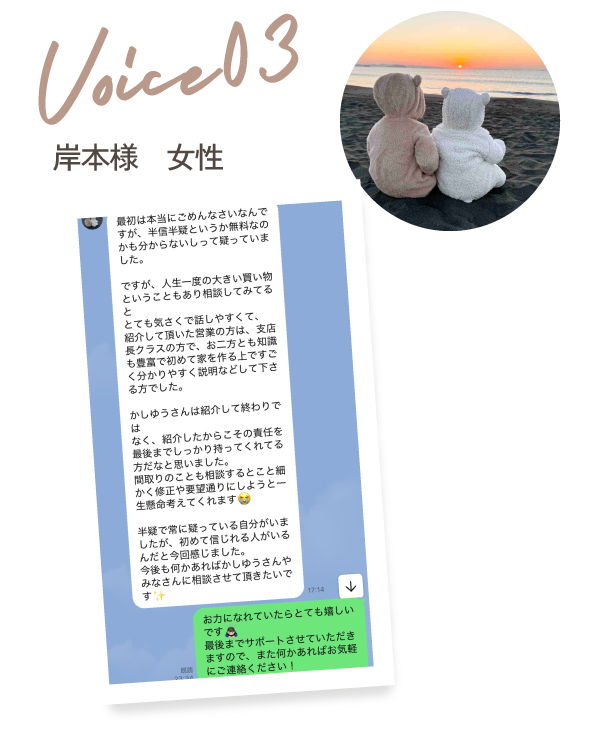 Voice03
岸本様 女性
最初は本当にごめんなさいなんで
すが、半信半疑というか無料なの
かも分からないしって疑っていま
した。
ですが、人生一度の大きい買い物
ということもあり相談してみてる
と
とても気さくで話しやすくて、
紹介して頂いた営業の方は、支店
長クラスの方で、お二方とも知識
も豊富で初めて家を作る上ですご
く分かりやすく説明などして下さ
る方でした。
かしゆうさんは紹介して終わりで
は
なく、紹介したからこその責任を
最後までしっかり持ってくれてる
方だなと思いました。
間取りのことも相談するとこと細
かく修正や要望通りにしようと一
生懸命考えてくれます😭
半疑で常に疑っている自分がいま
したが、初めて信じれる人がいる
んだと今回感じました。
今後も何かあればかしゆうさんや
みなさんに相談させて頂きたいで
す✨
17:14
お力になれていたらとても嬉しい
です🙇‍♀️
最後までサポートさせていただき
ますので、また何かあればお気軽
にご連絡ください！
既読